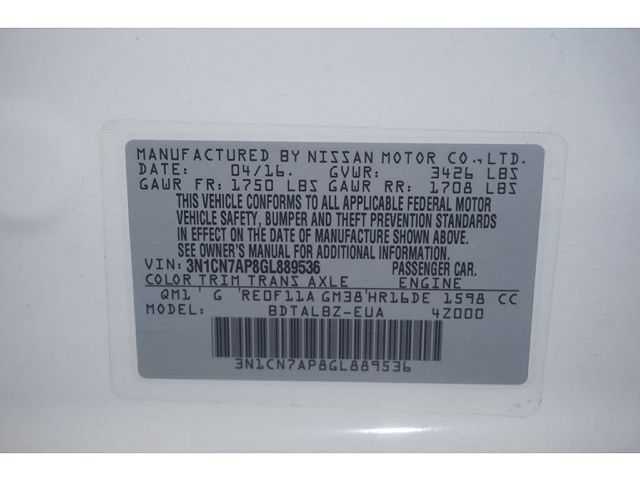 MANUFACTURED BY NISSAN MOTOR CO.,LTD.
DATE: 04/16. GVWR: 3426 LBS
GAWR FR: 1750 LBS GAWR RR: 1708 LBS
THIS VEHICLE CONFORMS TO ALL APPLICABLE FEDERAL MOTOR
VEHICLE SAFETY, BUMPER AND THEFT PREVENTION STANDARDS
IN EFFECT ON THE DATE OF MANUFACTURE SHOWN ABOVE.
SEE OWNER'S MANUAL FOR ADDITIONAL INFORMATION.
VIN: 3N1CN7AP8GL889536 PASSENGER CAR.
COLOR TRIM TRANS AXLE ENGINE
QM1 G RE0F11A GM38 HR16DE 1598 CC
MODEL: BDTALBZ-EUA 4Z000
3N1CN7AP8GL889536